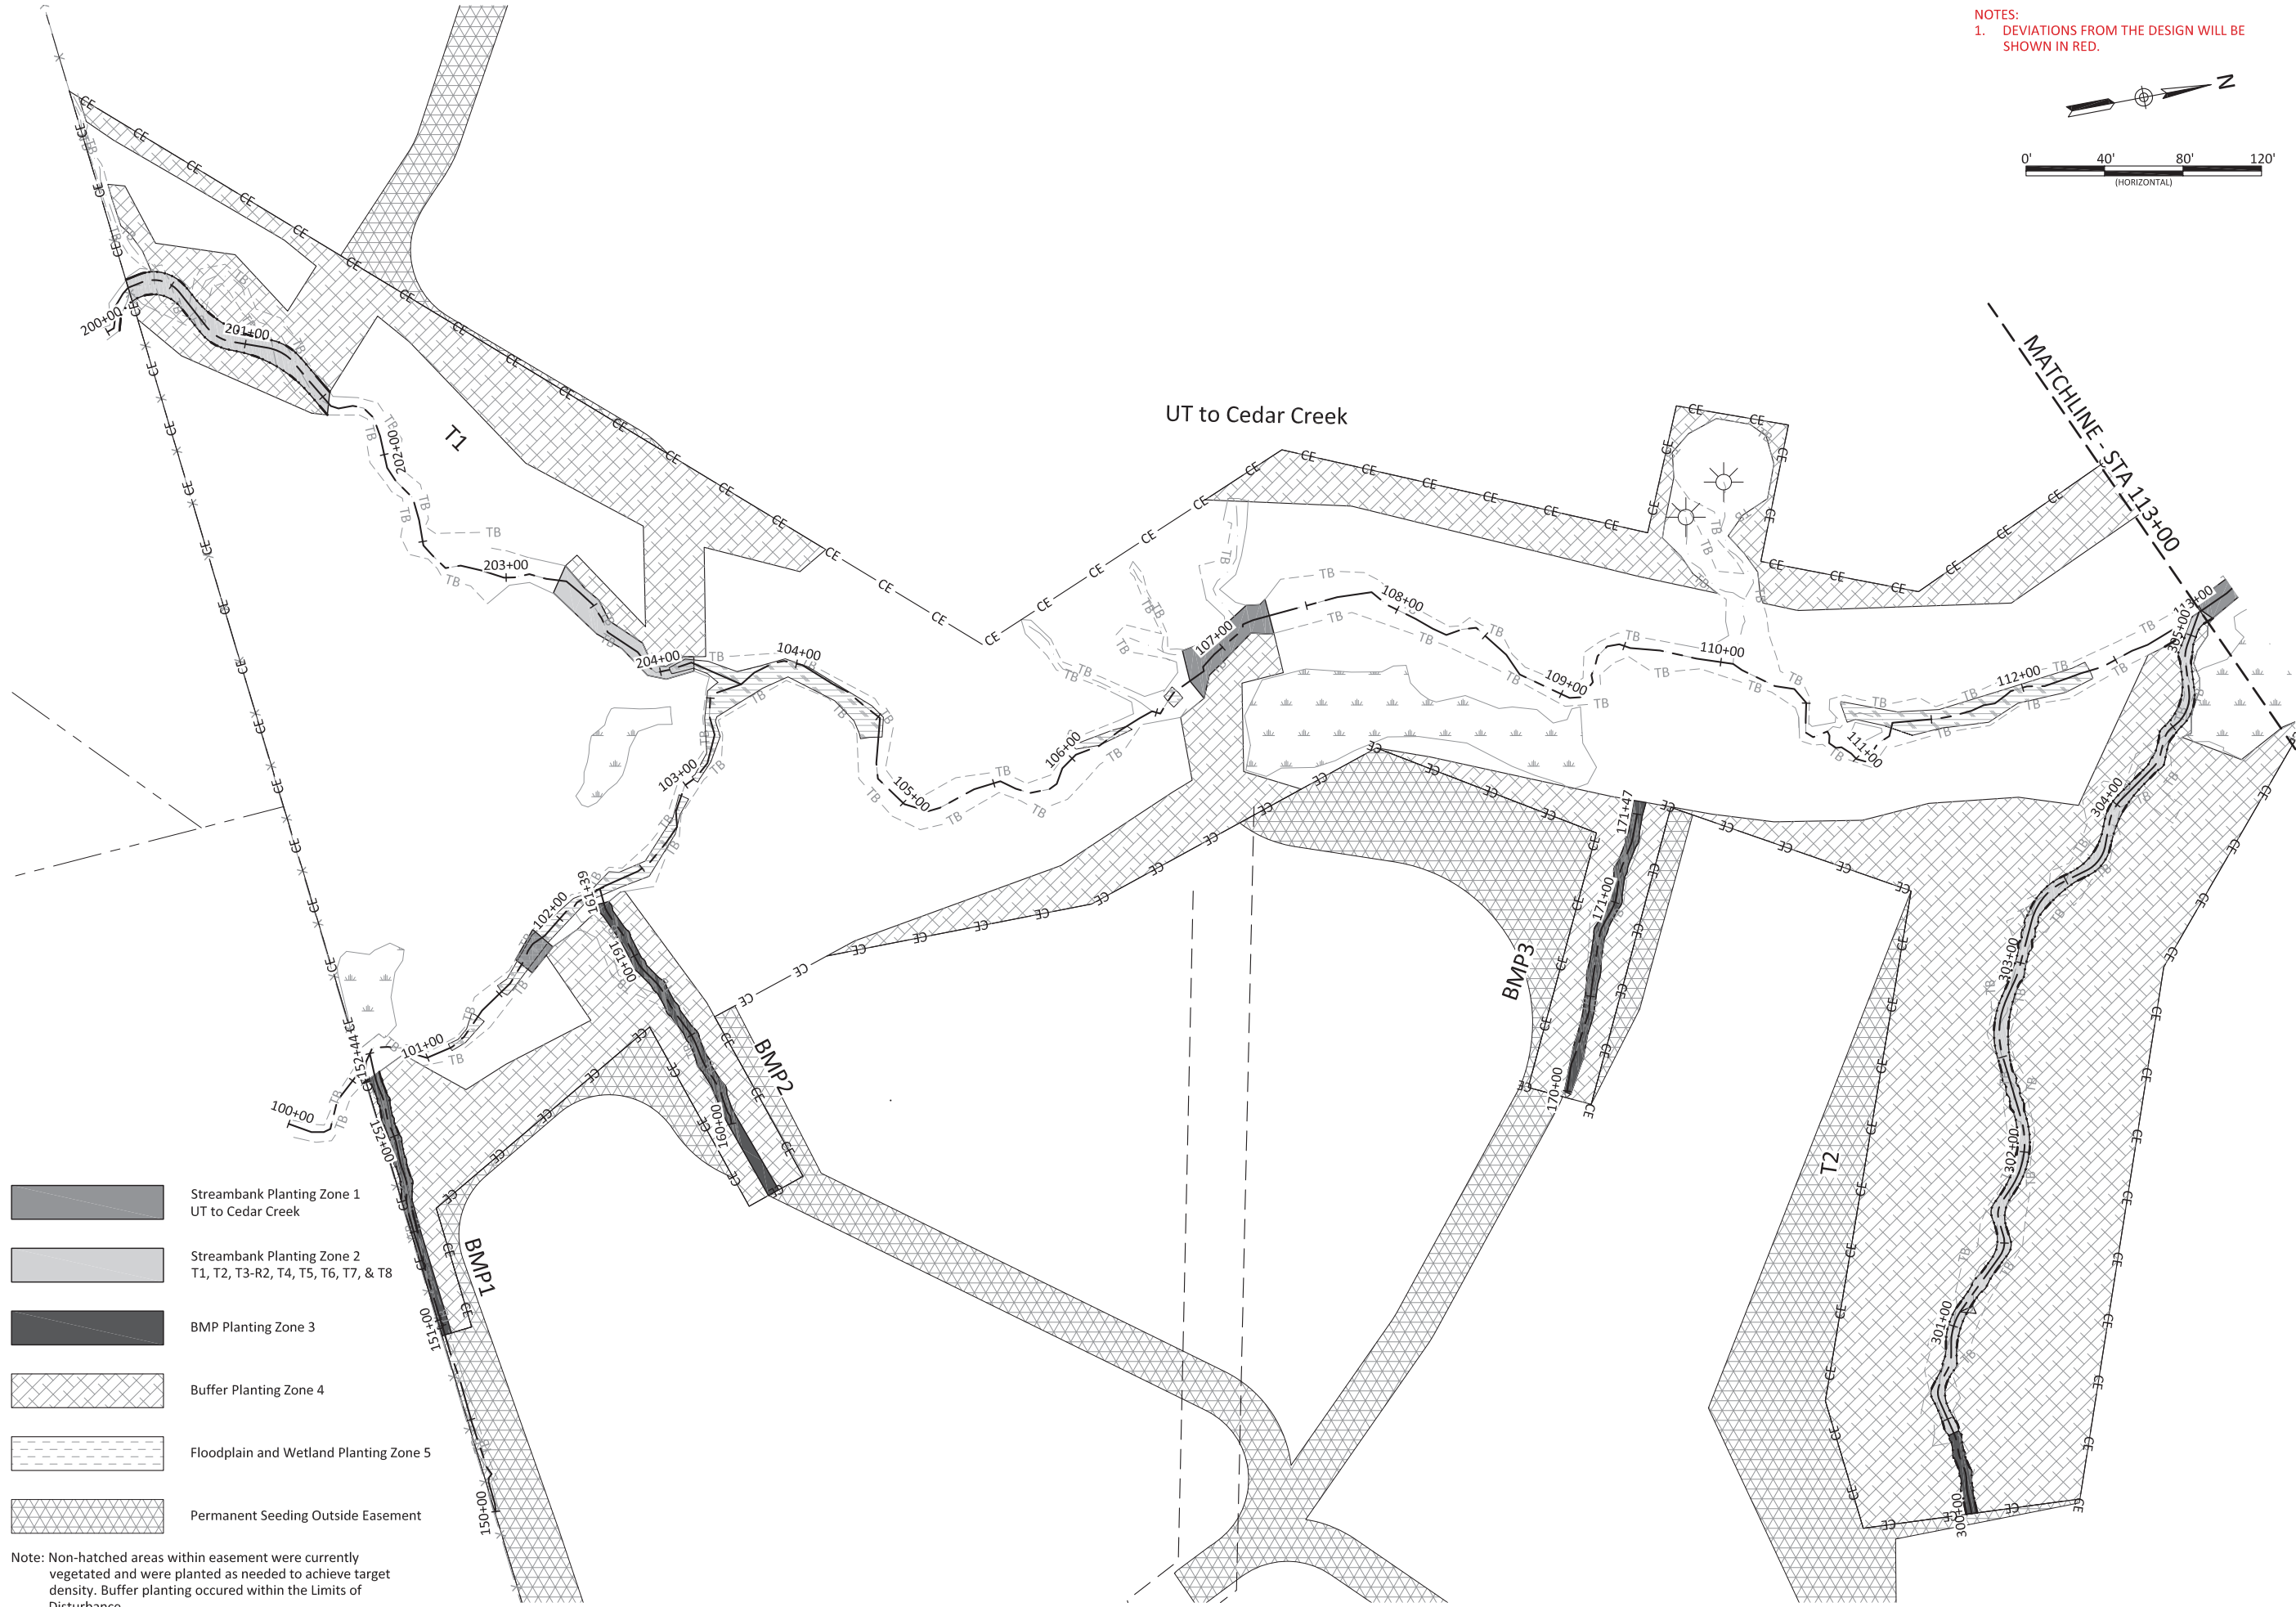 NOTES:
1. DEVIATIONS FROM THE DESIGN WILL BE
SHOWN IN RED.
N
0' 40' 80' 120'
(HORIZONTAL)
MATCHLINE - STA 113+00
UT to Cedar Creek
T1
200+00
201+00
202+00
203+00
204+00
100+00
101+00
102+00
103+00
104+00
105+00
106+00
107+00
108+00
109+00
110+00
111+00
112+00
113+00
BMP1
150+00
151+00
152+00
152+44
BMP2
160+00
161+00
161+39
BMP3
170+00
171+00
171+47
T2
300+00
301+00
302+00
303+00
304+00
305+00
CE
TB
Streambank Planting Zone 1
UT to Cedar Creek
Streambank Planting Zone 2
T1, T2, T3-R2, T4, T5, T6, T7, & T8
BMP Planting Zone 3
Buffer Planting Zone 4
Floodplain and Wetland Planting Zone 5
Permanent Seeding Outside Easement
Note: Non-hatched areas within easement were currently
vegetated and were planted as needed to achieve target
density. Buffer planting occured within the Limits of
Disturbance